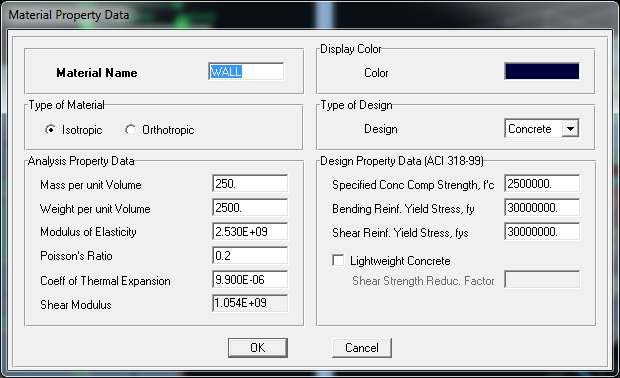 Material Property Data
Material Name WALL
Display Color
Color
Type of Material
Isotropic Orthotropic
Type of Design
Design Concrete
Analysis Property Data
Mass per unit Volume 250.
Weight per unit Volume 2500.
Modulus of Elasticity 2.530E+09
Poisson's Ratio 0.2
Coeff of Thermal Expansion 9.900E-06
Shear Modulus 1.054E+09
Design Property Data (ACI 318-99)
Specified Conc Comp Strength, f'c 2500000.
Bending Reinf. Yield Stress, fy 30000000.
Shear Reinf. Yield Stress, fys 30000000.
Lightweight Concrete
Shear Strength Reduc. Factor
OK Cancel